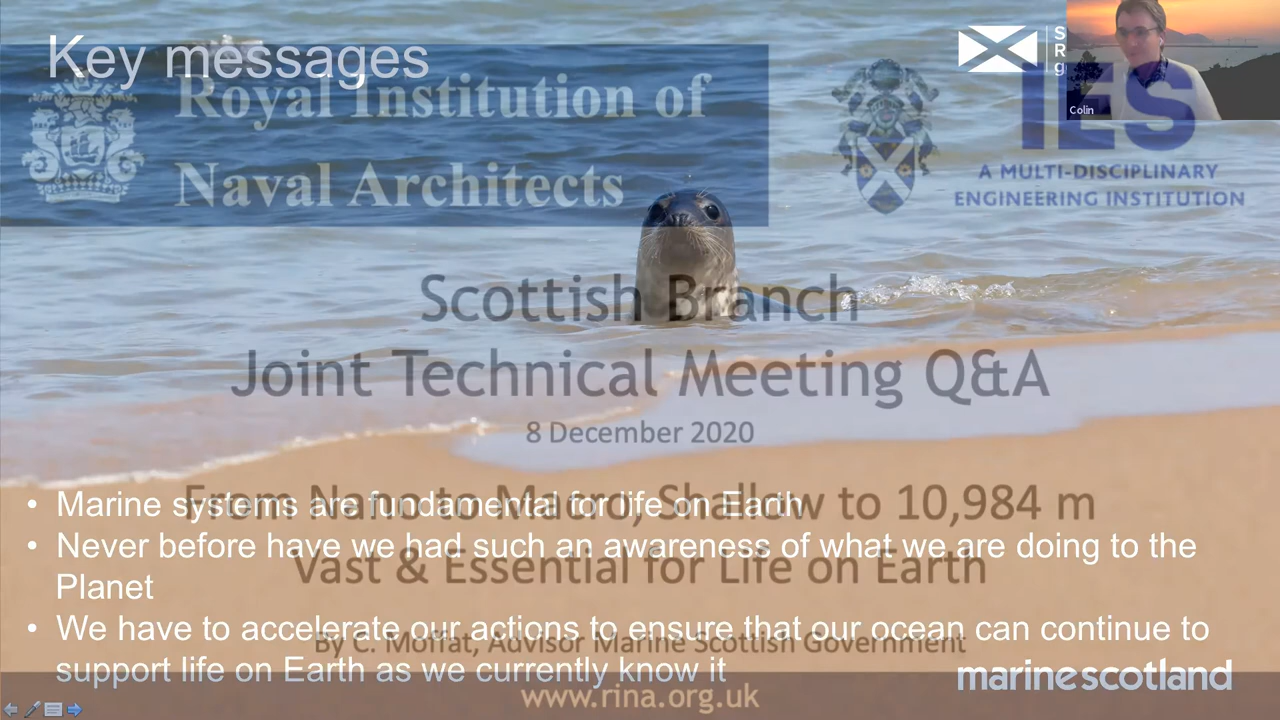 Key messages
S
R
g
Colin
Royal Institution of
Naval Architects
IES
A MULTI-DISCIPLINARY
ENGINEERING INSTITUTION
Scottish Branch
Joint Technical Meeting Q&A
8 December 2020
From Nano to Macro, Shallow to 10,984 m
Vast & Essential for Life on Earth
By C. Moffat, Advisor Marine Scottish Government
www.rina.org.uk
• Marine systems are fundamental for life on Earth
• Never before have we had such an awareness of what we are doing to the
Planet
• We have to accelerate our actions to ensure that our ocean can continue to
support life on Earth as we currently know it
marinescotland